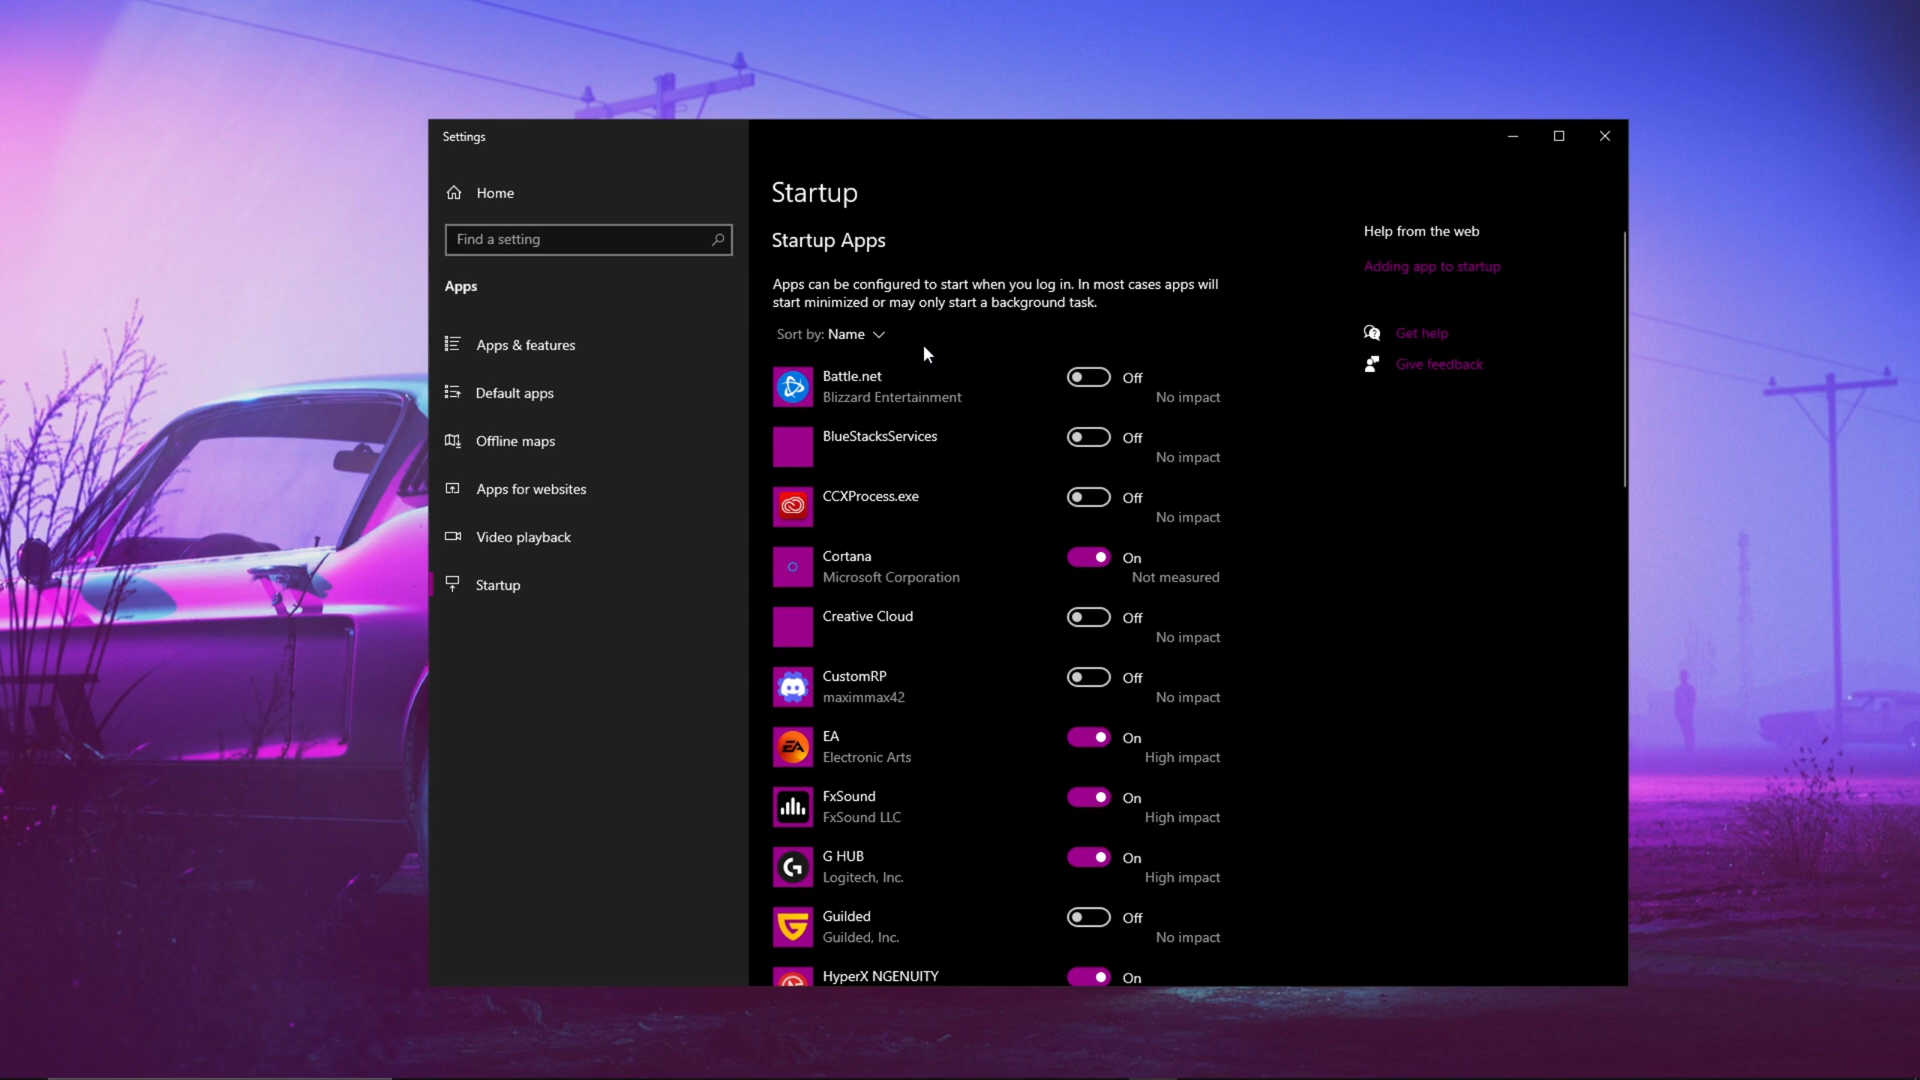 Settings
Home
Find a setting
Apps
Apps & features
Default apps
Offline maps
Apps for websites
Video playback
Startup
Startup
Startup Apps
Apps can be configured to start when you log in. In most cases apps will
start minimized or may only start a background task.
Sort by: Name
Battle.net
Blizzard Entertainment
Off
No impact
BlueStacksServices
Off
No impact
CCXProcess.exe
Off
No impact
Cortana
Microsoft Corporation
On
Not measured
Creative Cloud
Off
No impact
CustomRP
maximmax42
Off
No impact
EA
EA
Electronic Arts
On
High impact
FxSound
FxSound LLC
On
High impact
G HUB
Logitech, Inc.
On
High impact
Guilded
Guilded, Inc.
Off
No impact
HyperX NGENUITY
On
Help from the web
Adding app to startup
Get help
Give feedback